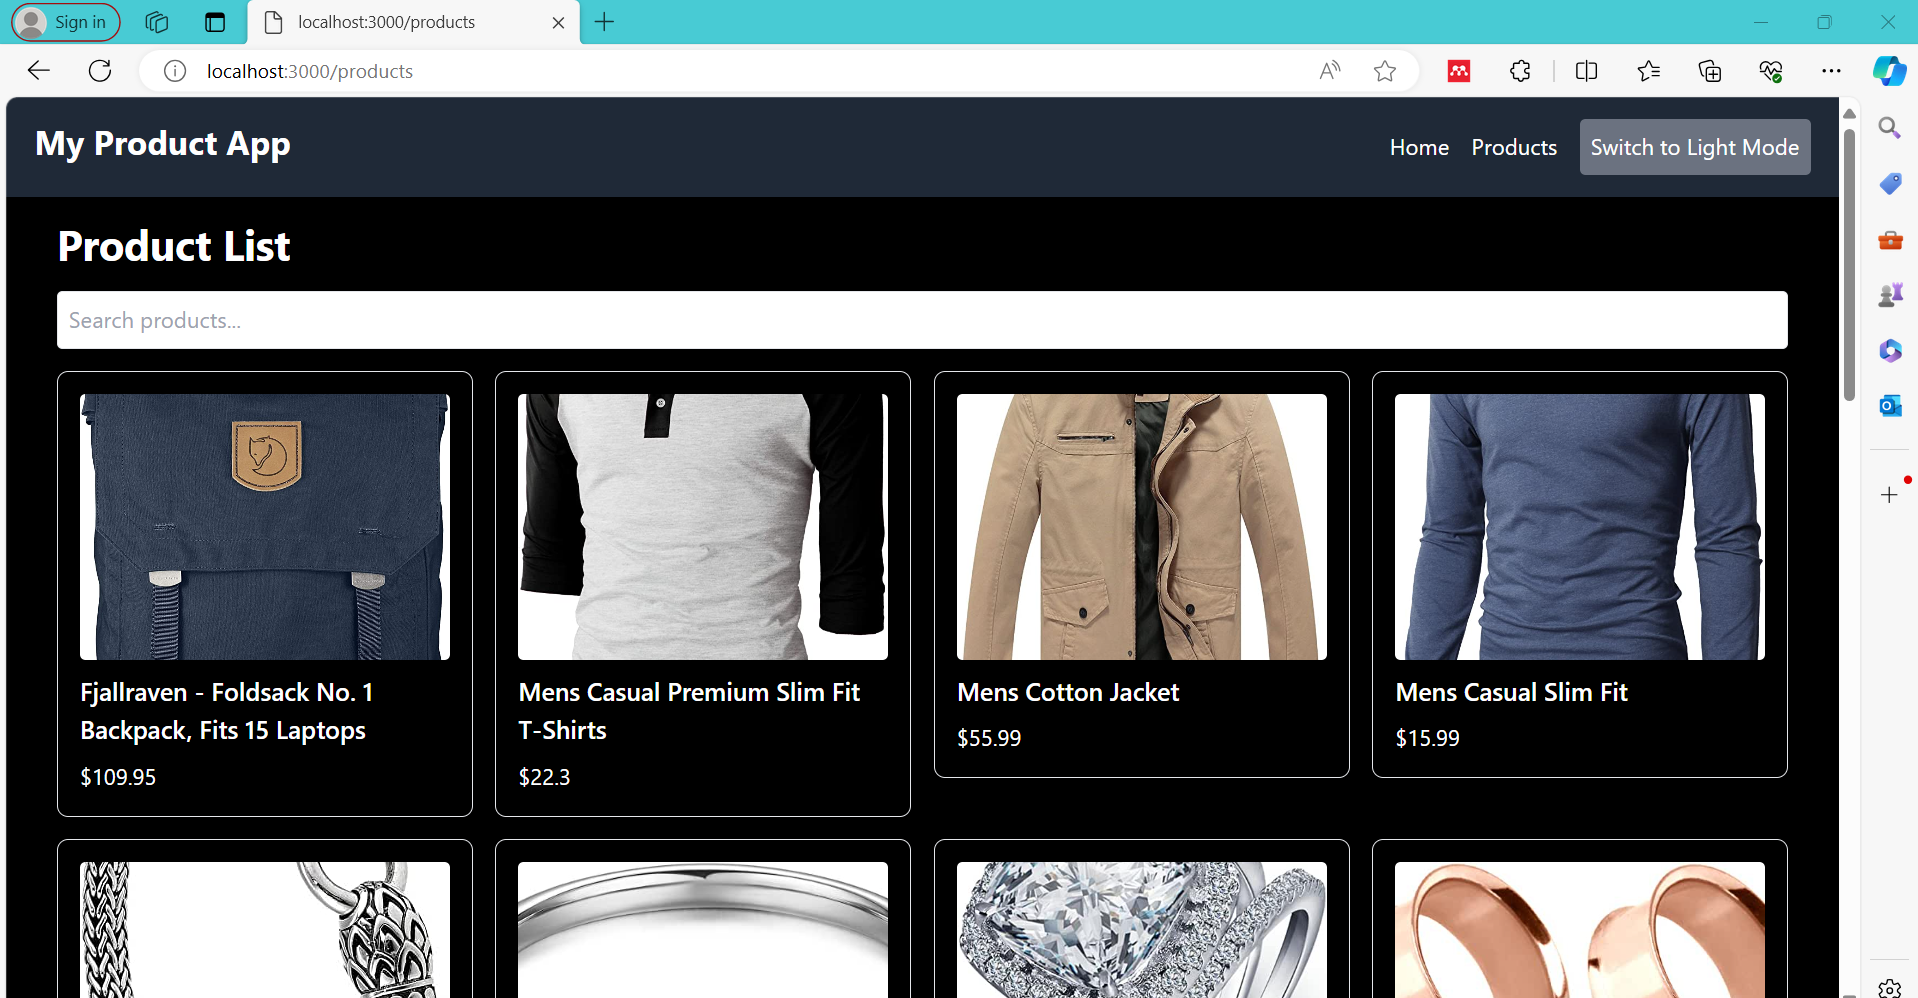 Sign in
localhost:3000/products
localhost:3000/products
My Product App
Home
Products
Switch to Light Mode
Product List
Search products...
Fjallraven - Foldsack No. 1
Backpack, Fits 15 Laptops
$109.95
Mens Casual Premium Slim Fit
T-Shirts
$22.3
Mens Cotton Jacket
$55.99
Mens Casual Slim Fit
$15.99